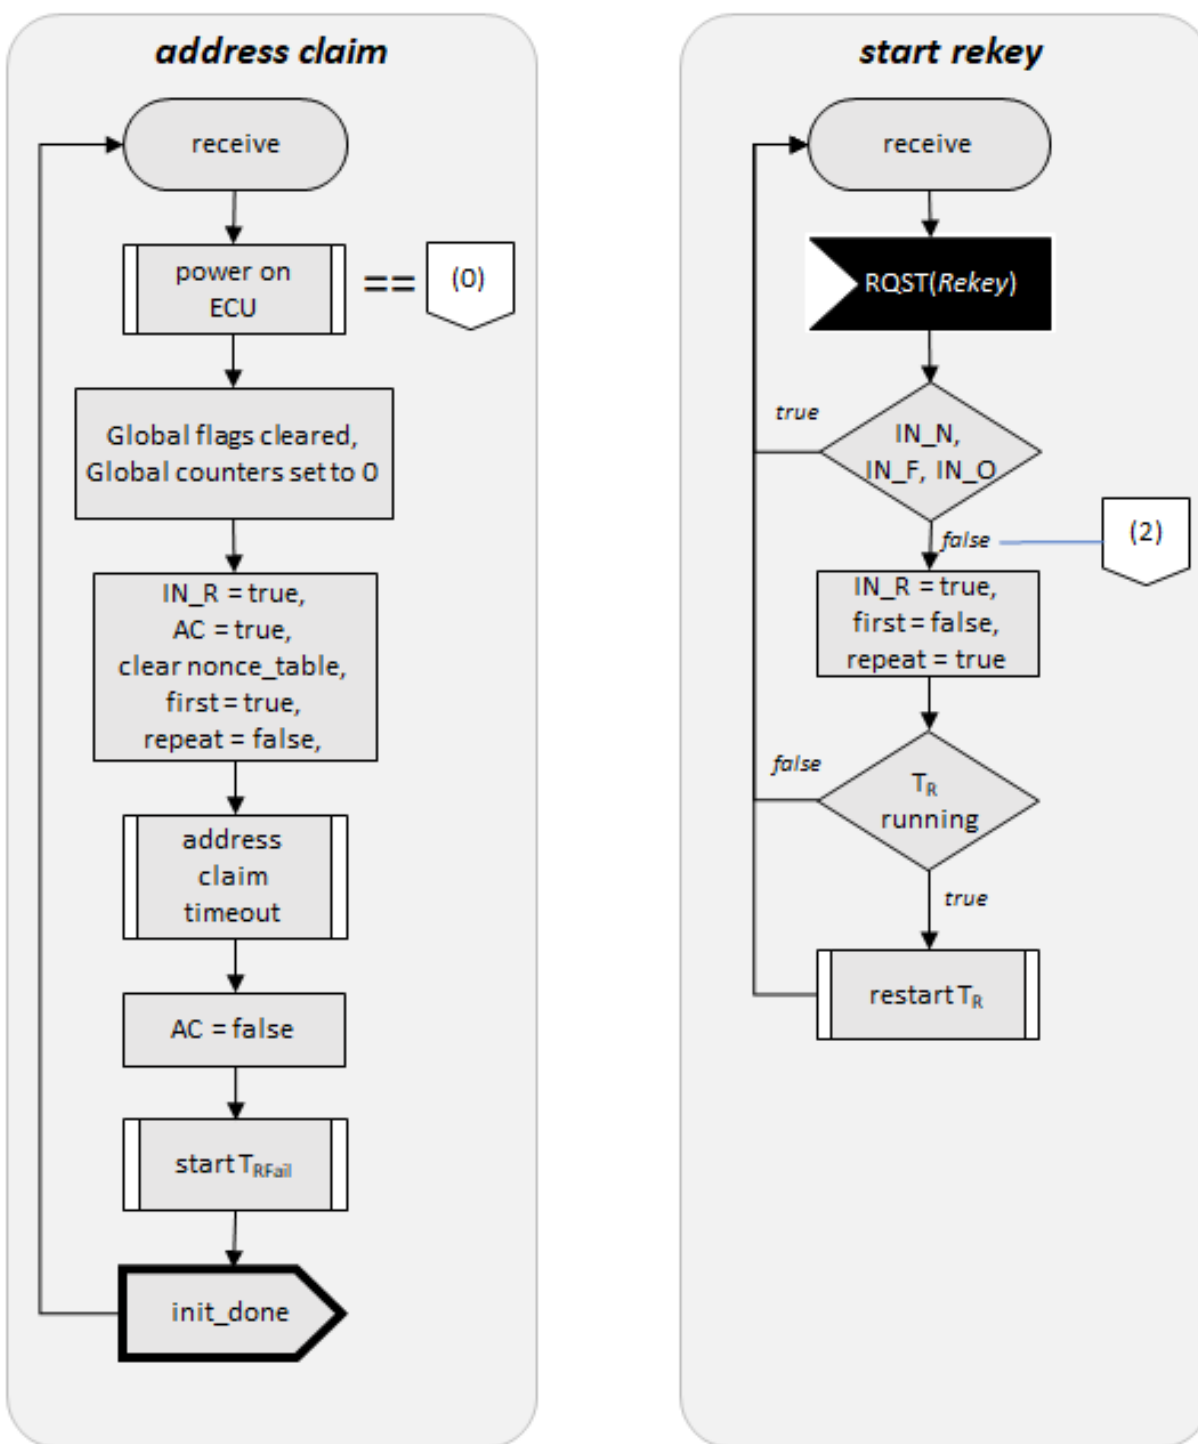 address claim
receive
power on
ECU
==
(0)
Global flags cleared,
Global counters set to 0
IN_R = true,
AC = true,
clear nonce_table,
first = true,
repeat = false,
address
claim
timeout
AC = false
start TRFail
init_done
start rekey
receive
RQST(Rekey)
true
IN_N,
IN_F, IN_O
false
(2)
IN_R = true,
first = false,
repeat = true
false
TR
running
true
restart TR